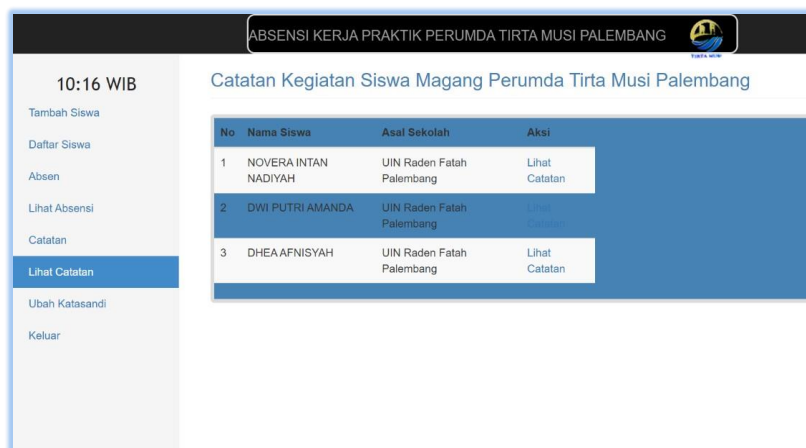 ABSENSI KERJA PRAKTIK PERUMDA TIRTA MUSI PALEMBANG
TIRTA MUSI
10:16 WIB
Tambah Siswa
Daftar Siswa
Absen
Lihat Absensi
Catatan
Lihat Catatan
Ubah Katasandi
Keluar
Catatan Kegiatan Siswa Magang Perumda Tirta Musi Palembang
No Nama Siswa Asal Sekolah Aksi
1 NOVERA INTAN UIN Raden Fatah Lihat
NADIYAH Palembang Catatan
2 DWI PUTRI AMANDA UIN Raden Fatah Lihat
Palembang Catatan
3 DHEA AFNISYAH UIN Raden Fatah Lihat
Palembang Catatan